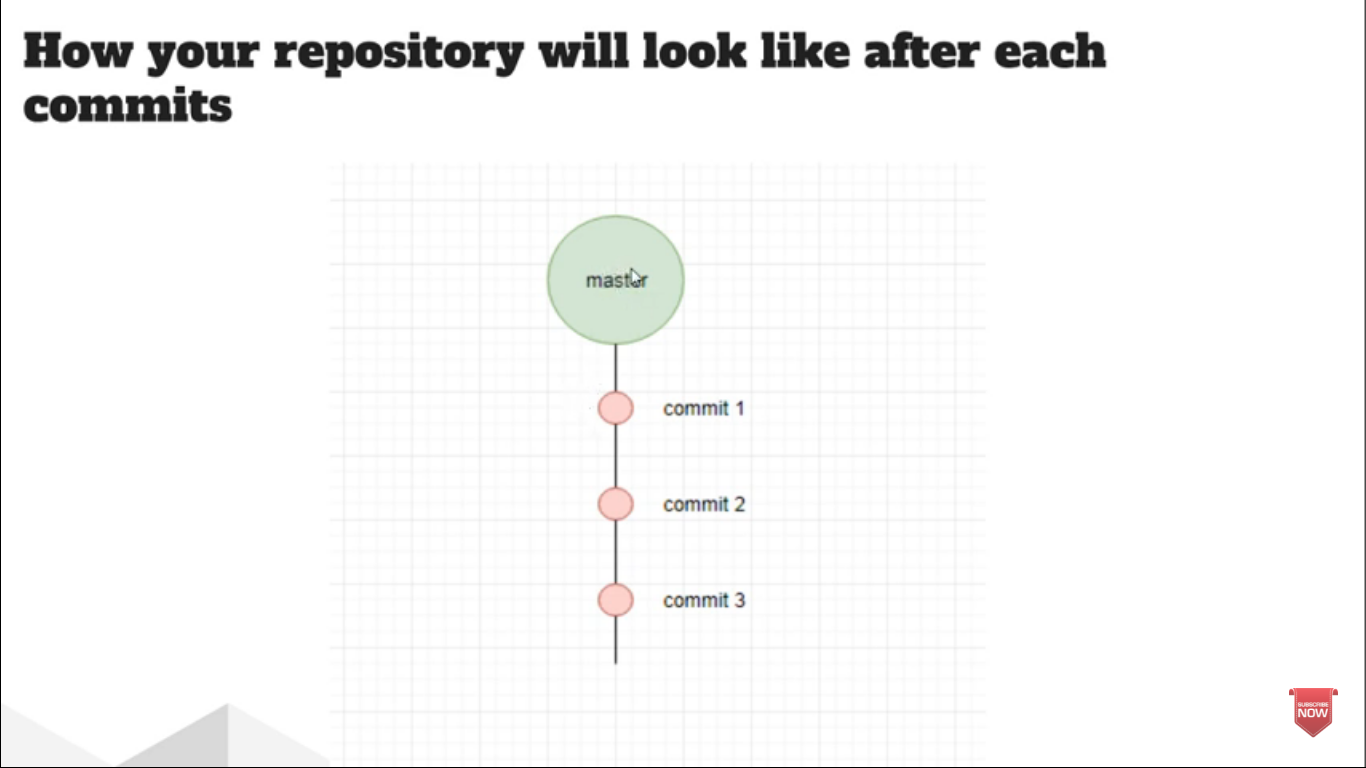 How your repository will look like after each
commits
master
commit 1
commit 2
commit 3
SUBSCRIBE
NOW